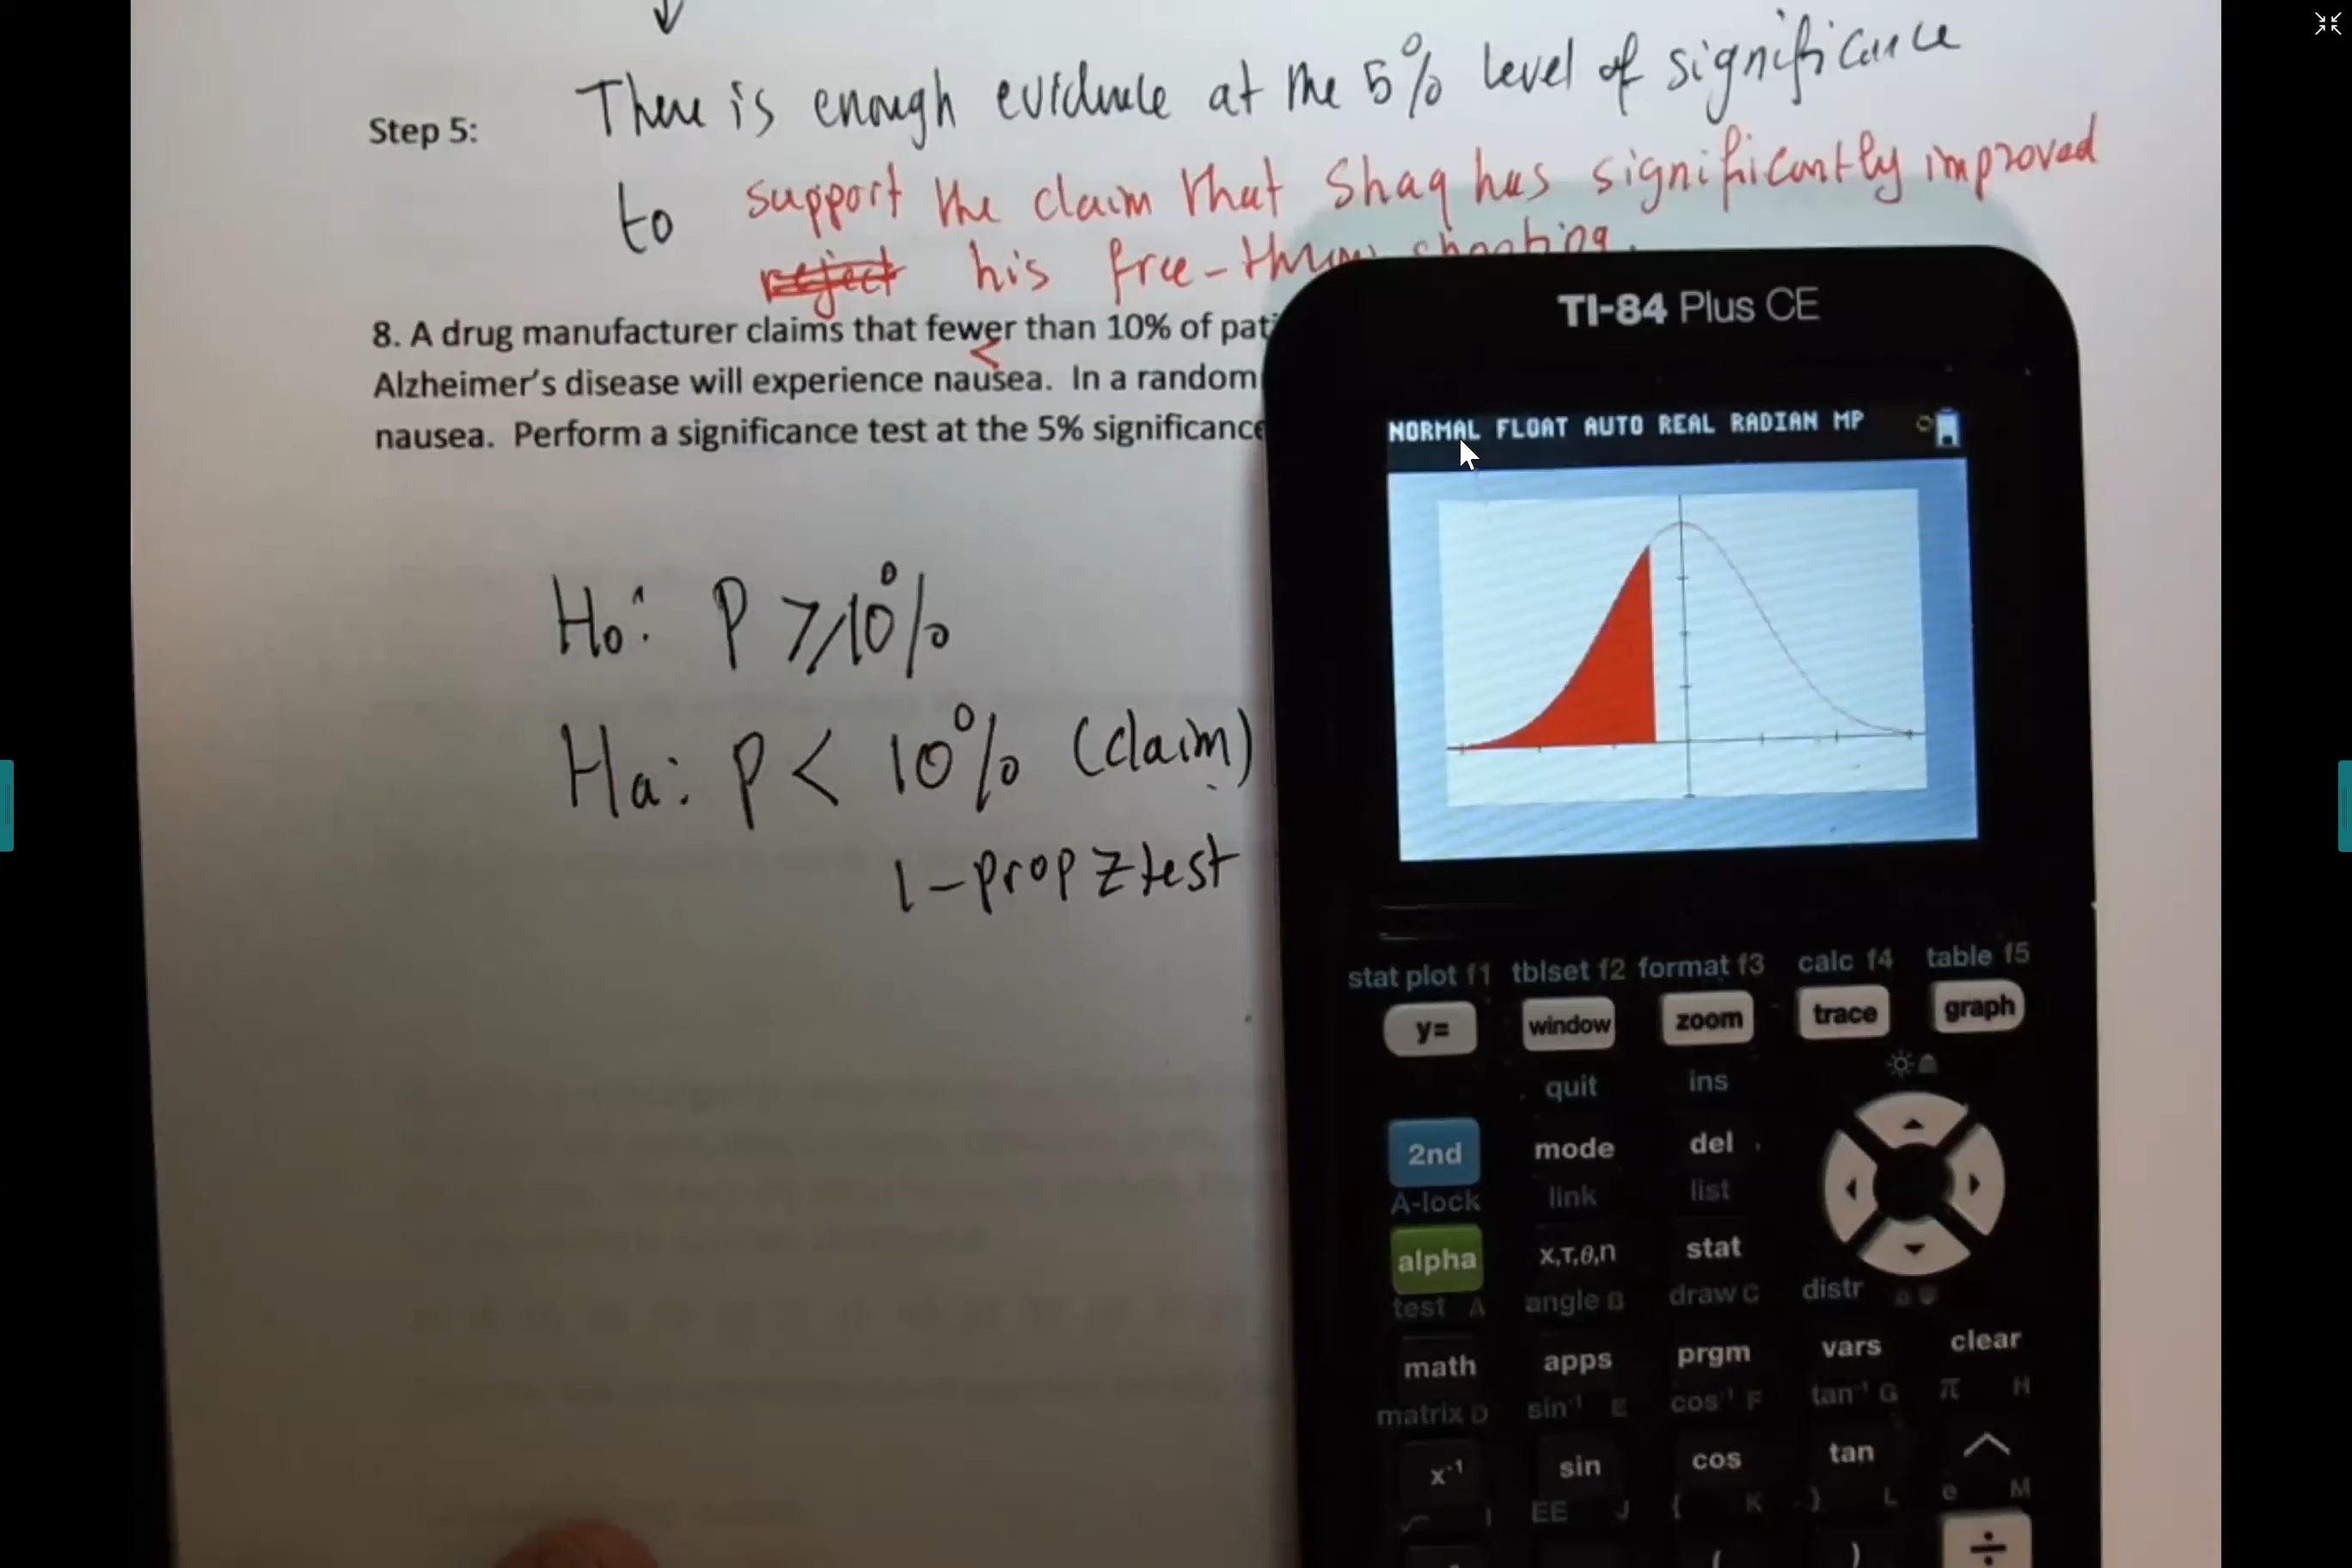 There is enough evidence at the 5% level of significance
Step 5:
to support the claim that Shaq has significantly improved
reject his free-throw shooting.
8. A drug manufacturer claims that fewer than 10% of
<
Alzheimer's disease will experience nausea. In a random
nausea. Perform a significance test at the 5% significance
H₀: P ≥ 10%
Ha: P < 10% (claim)
1-prop Z test
TI-84 Plus CE
NORMAL FLOAT AUTO REAL RADIAN MP
stat plot f1 tblset f2 format f3 calc f4 table f5
y= window zoom trace graph
quit ins
2nd mode del
A-lock link list
alpha X,T,θ,n stat
test A angle B draw C distr
math apps prgm vars clear
matrix D sin⁻¹ E cos⁻¹ F tan⁻¹ G π H
x⁻¹ sin cos tan ^
√ I EE J { K } L e M
( ) ÷